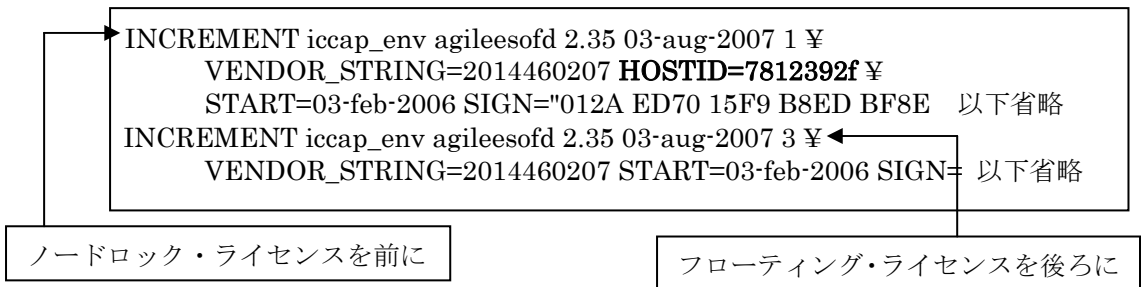 INCREMENT iccap_env agileesofd 2.35 03-aug-2007 1 ¥
VENDOR_STRING=2014460207 HOSTID=7812392f ¥
START=03-feb-2006 SIGN="012A ED70 15F9 B8ED BF8E 以下省略
INCREMENT iccap_env agileesofd 2.35 03-aug-2007 3 ¥
VENDOR_STRING=2014460207 START=03-feb-2006 SIGN= 以下省略
ノードロック・ライセンスを前に
フローティング・ライセンスを後ろに